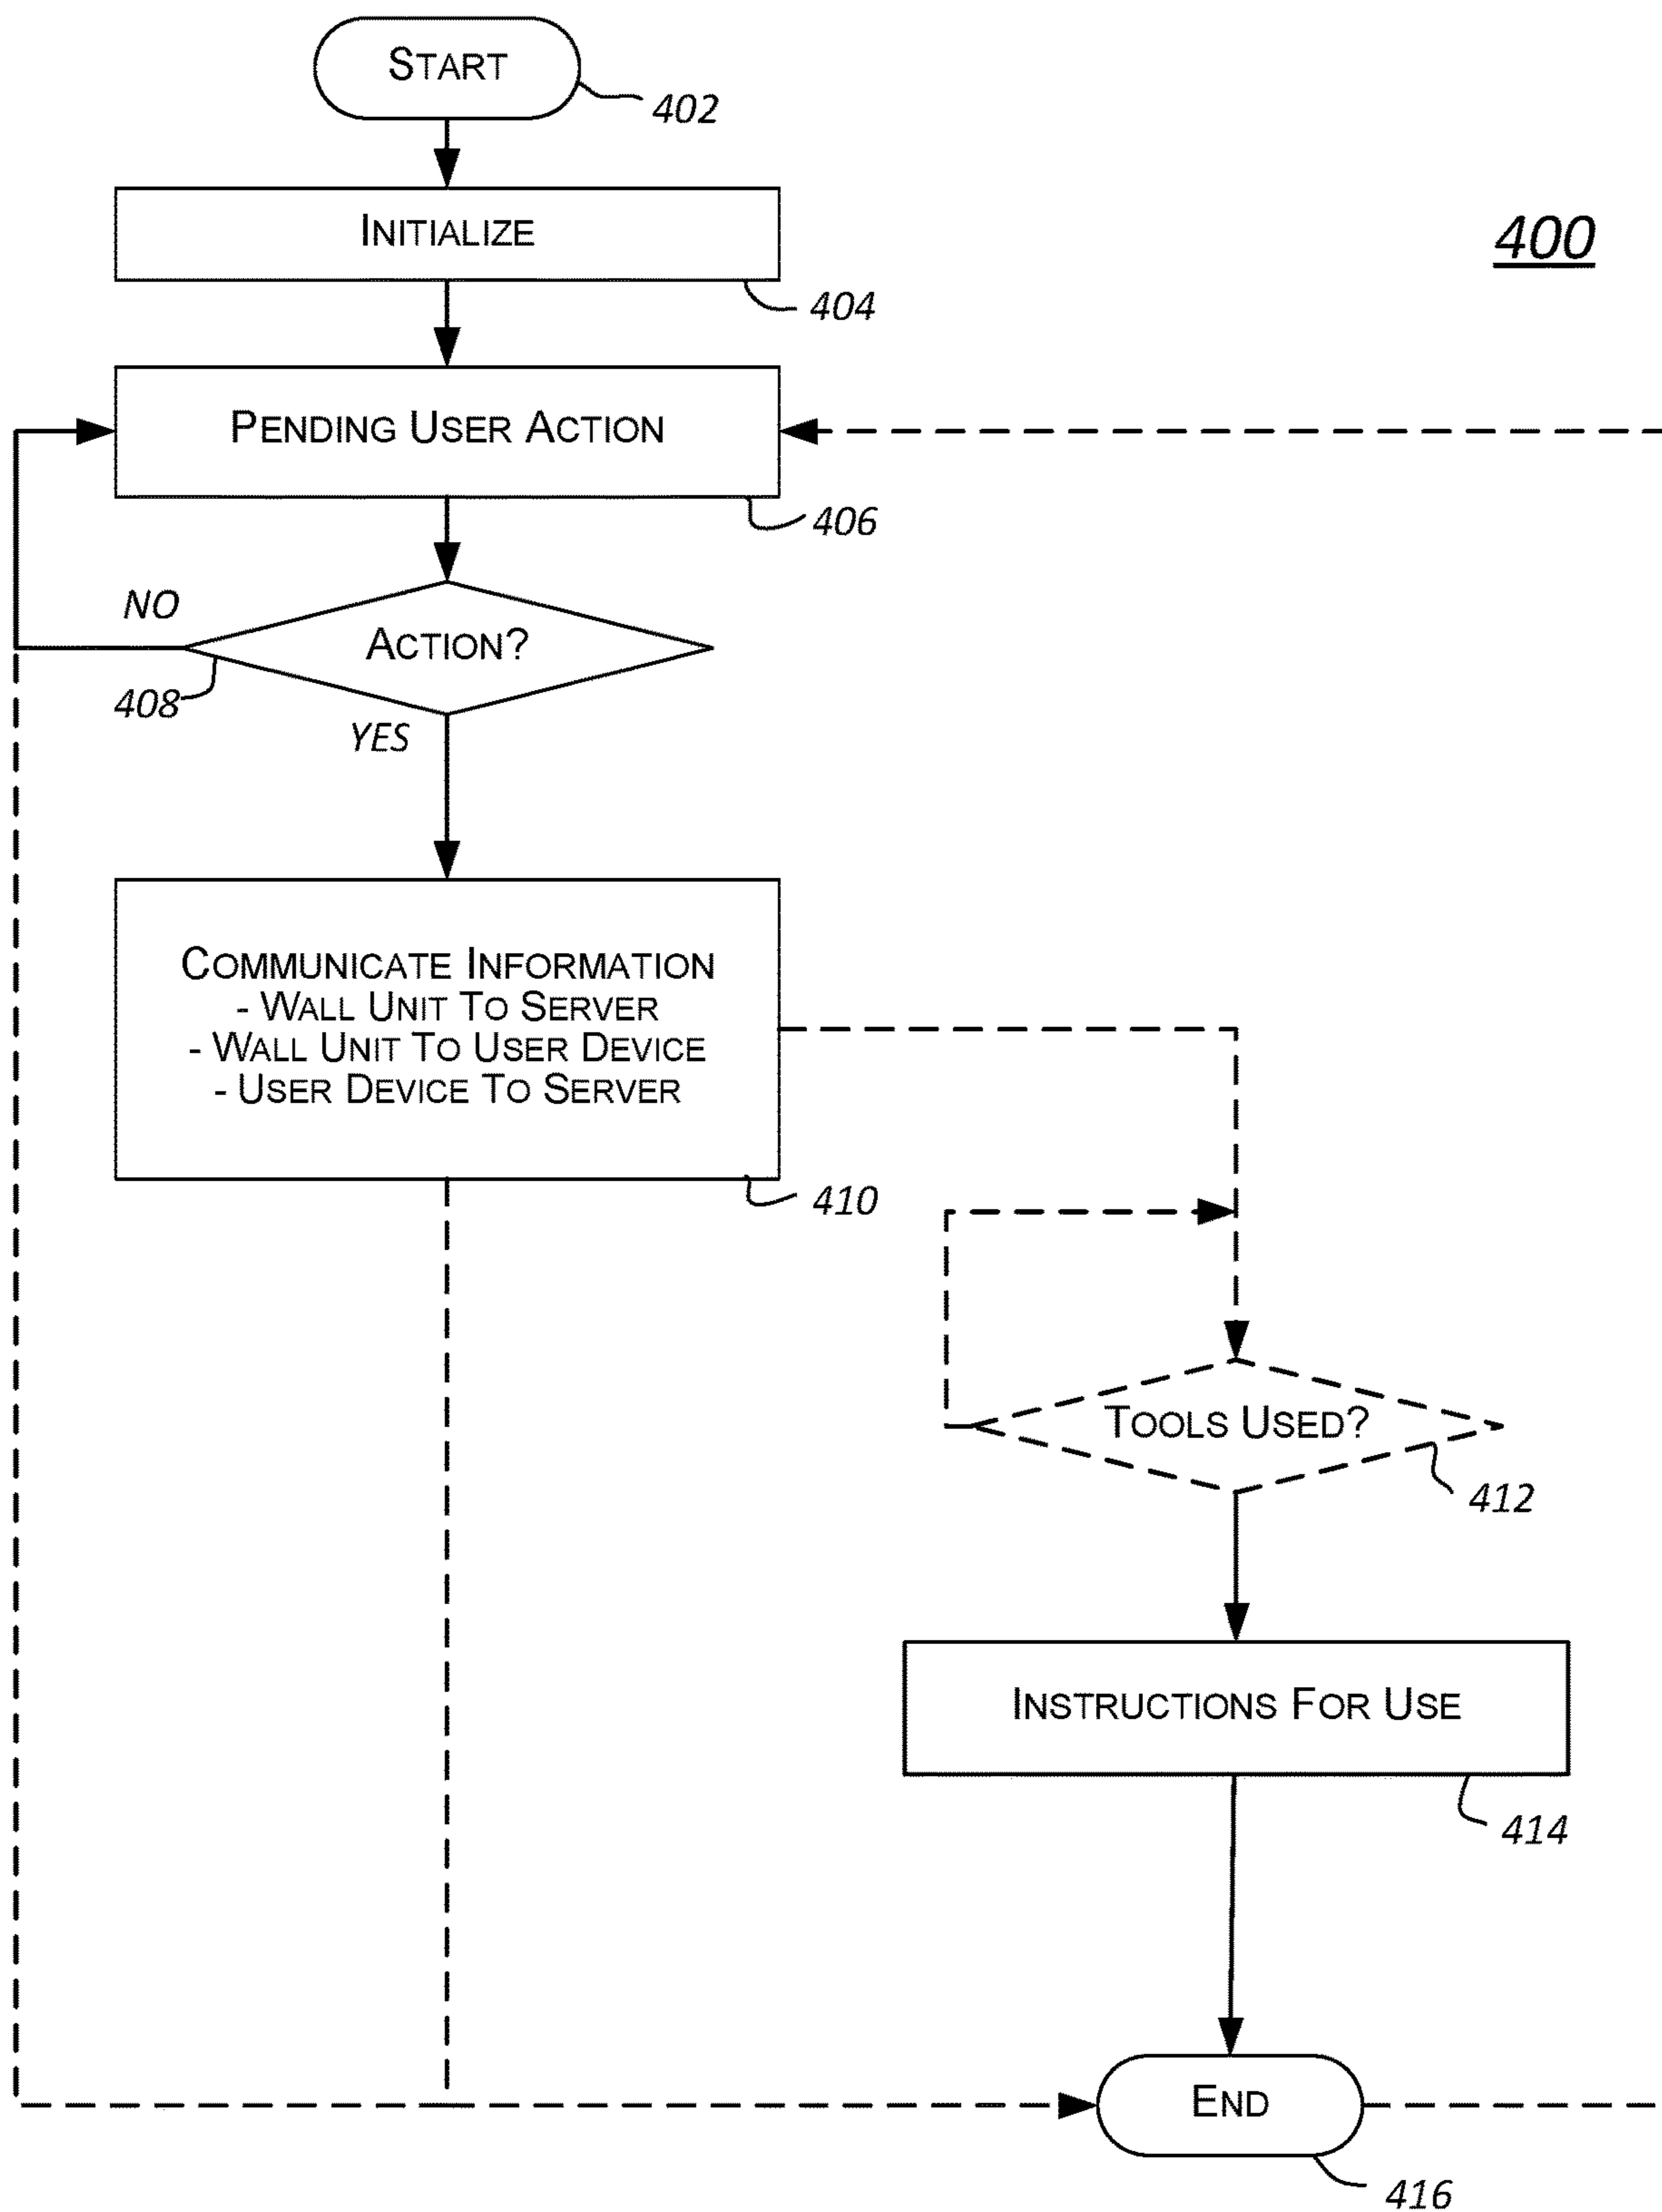 START
402
INITIALIZE
400
404
PENDING USER ACTION
406
NO
ACTION?
408
YES
COMMUNICATE INFORMATION
- WALL UNIT TO SERVER
- WALL UNIT TO USER DEVICE
- USER DEVICE TO SERVER
410
TOOLS USED?
412
INSTRUCTIONS FOR USE
414
END
416